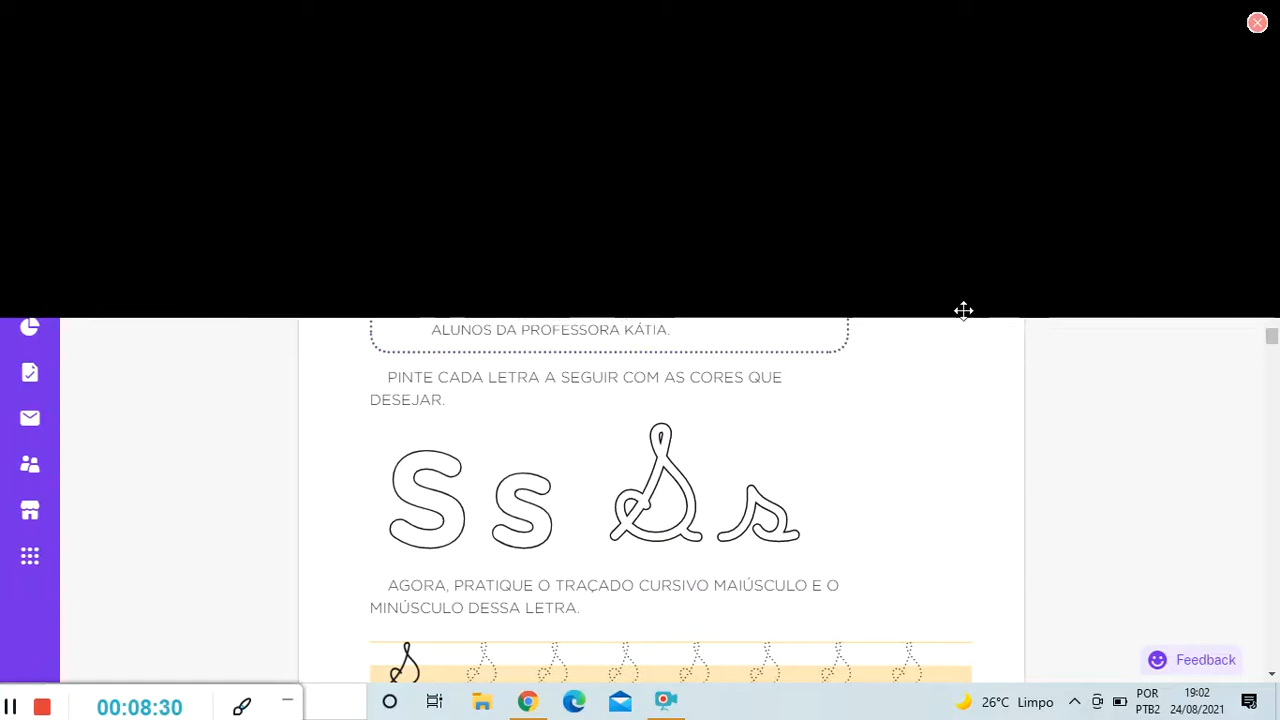 ALUNOS DA PROFESSORA KÁTIA.
PINTE CADA LETRA A SEGUIR COM AS CORES QUE
DESEJAR.
S s S s
AGORA, PRATIQUE O TRAÇADO CURSIVO MAIÚSCULO E O
MINÚSCULO DESSA LETRA.
Feedback
00:08:30
26°C Limpo
POR
PTB2
19:02
24/08/2021